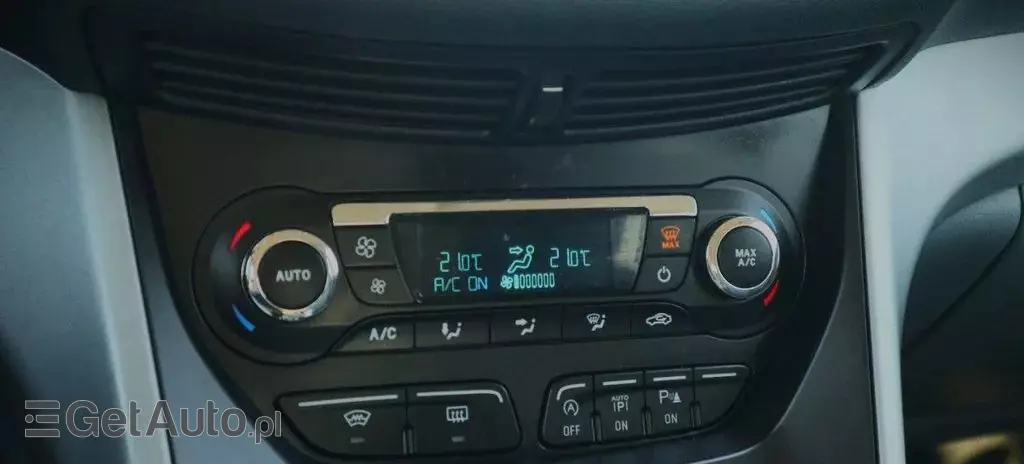 AUTO
21.0°C 21.0°C
A/C ON
MAX
MAX
A/C
A/C
OFF
AUTO
(P)
ON
P
ON
GetAuto.pl